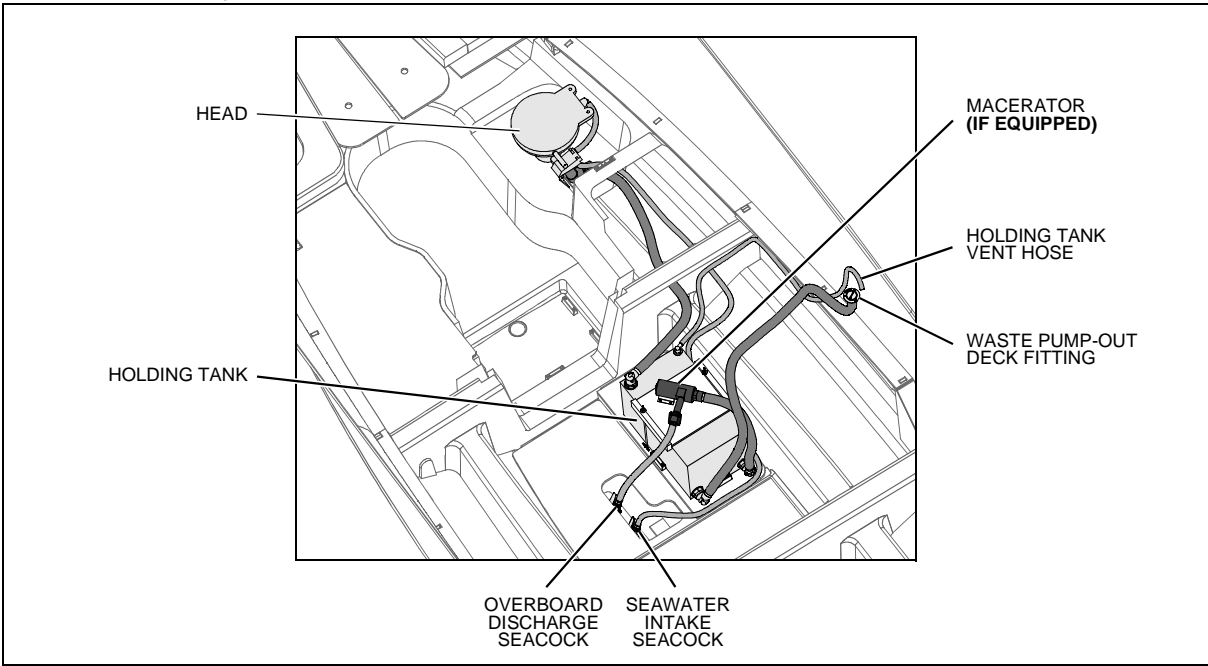 HEAD
MACERATOR
(IF EQUIPPED)
HOLDING TANK
VENT HOSE
WASTE PUMP-OUT
DECK FITTING
HOLDING TANK
OVERBOARD
DISCHARGE
SEACOCK
SEAWATER
INTAKE
SEACOCK